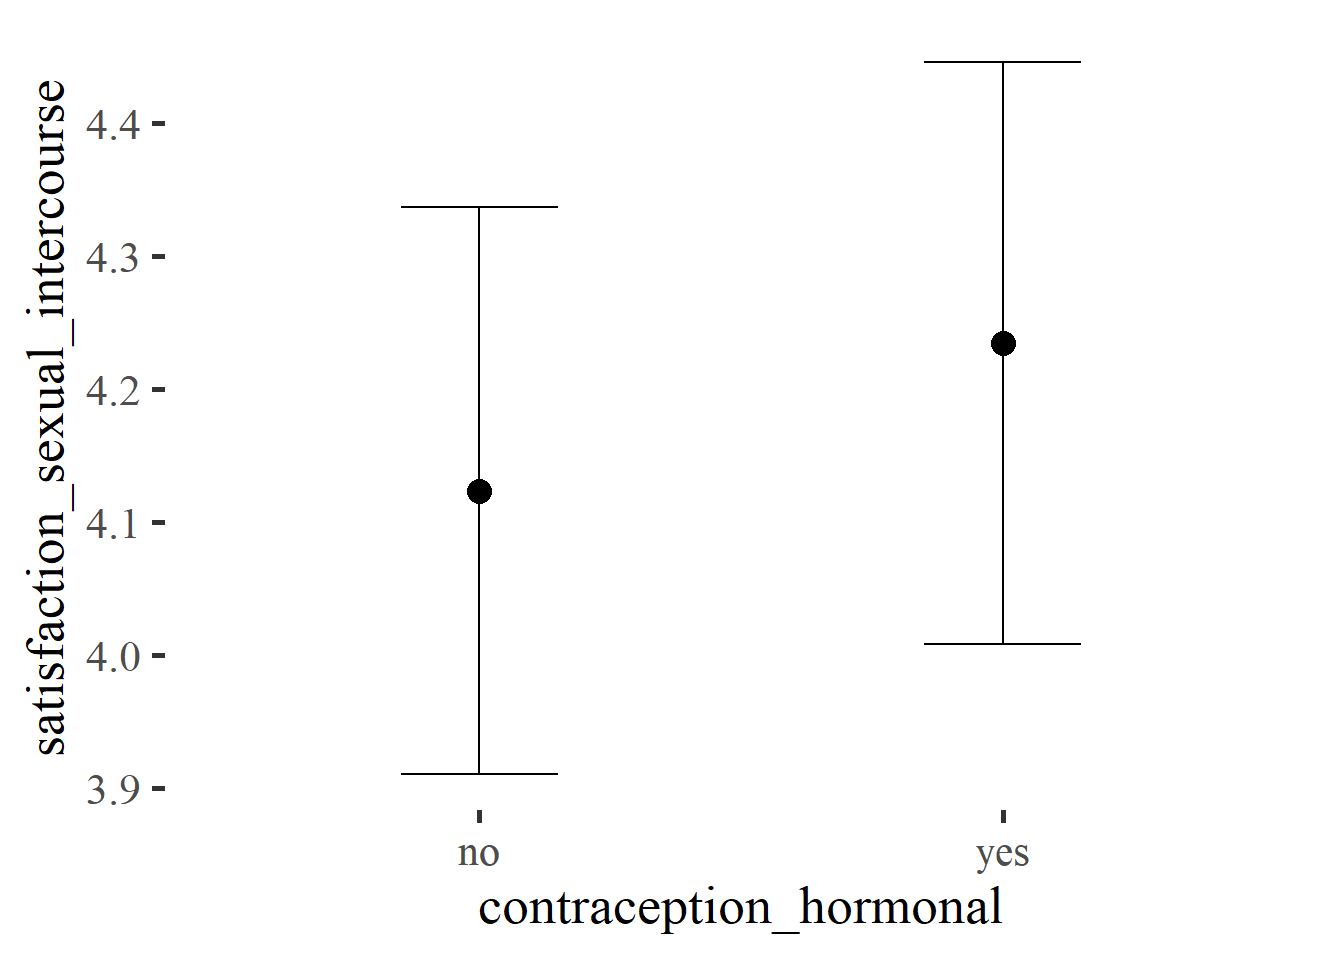 satisfaction_sexual_intercourse
4.4
4.3
4.2
4.1
4.0
3.9
no yes
contraception_hormonal